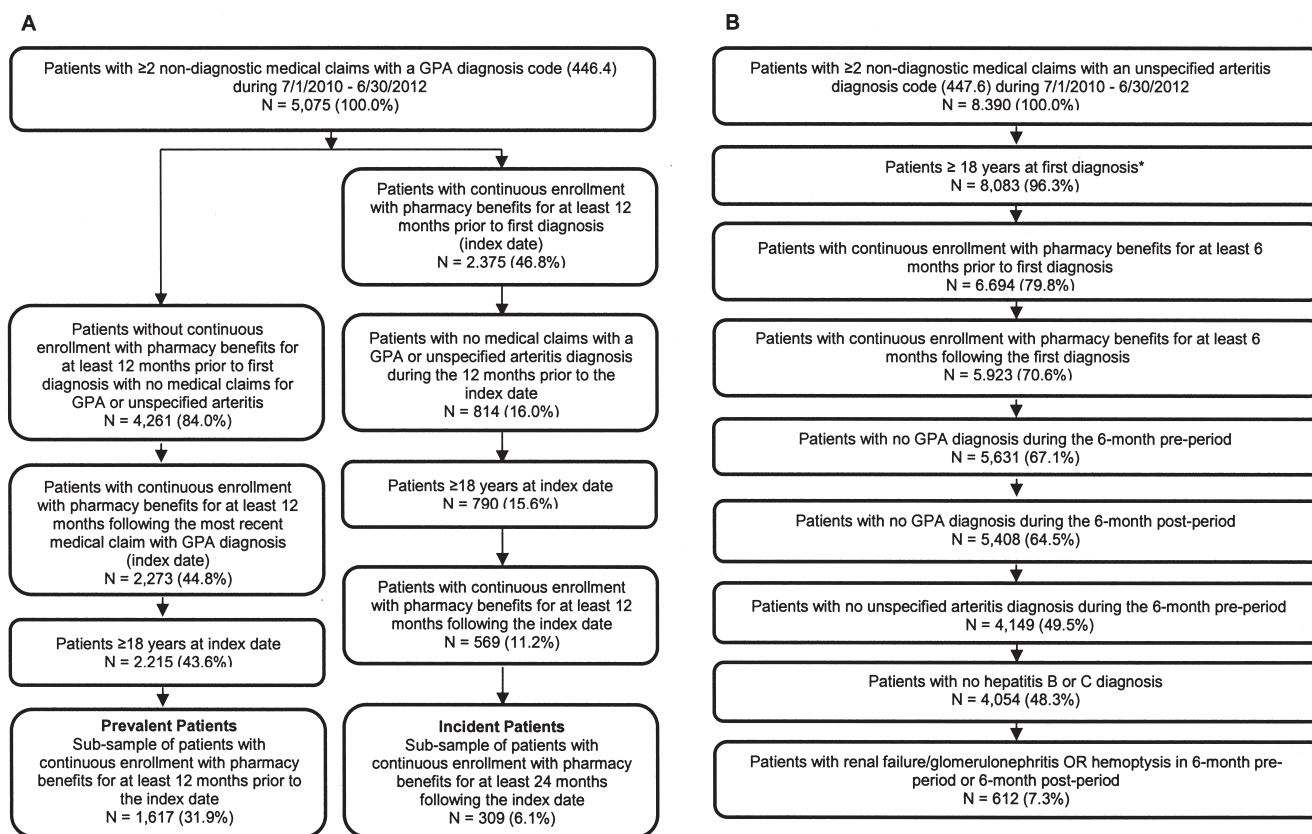 A
Patients with ≥2 non-diagnostic medical claims with a GPA diagnosis code (446.4)
during 7/1/2010 - 6/30/2012
N = 5,075 (100.0%)
Patients with continuous enrollment
with pharmacy benefits for at least 12
months prior to first diagnosis
(index date)
N = 2.375 (46.8%)
Patients without continuous
enrollment with pharmacy benefits for
at least 12 months prior to first
diagnosis with no medical claims for
GPA or unspecified arteritis
N = 4,261 (84.0%)
Patients with no medical claims with a
GPA or unspecified arteritis diagnosis
during the 12 months prior to the
index date
N = 814 (16.0%)
Patients with continuous enrollment
with pharmacy benefits for at least 12
months following the most recent
medical claim with GPA diagnosis
(index date)
N = 2,273 (44.8%)
Patients ≥18 years at index date
N = 790 (15.6%)
Patients with continuous enrollment
with pharmacy benefits for at least 12
months following the index date
N = 569 (11.2%)
Patients ≥18 years at index date
N = 2.215 (43.6%)
Prevalent Patients
Sub-sample of patients with
continuous enrollment with pharmacy
benefits for at least 12 months prior to
the index date
N = 1,617 (31.9%)
Incident Patients
Sub-sample of patients with
continuous enrollment with pharmacy
benefits for at least 24 months
following the index date
N = 309 (6.1%)
B
Patients with ≥2 non-diagnostic medical claims with an unspecified arteritis
diagnosis code (447.6) during 7/1/2010 - 6/30/2012
N = 8.390 (100.0%)
Patients ≥ 18 years at first diagnosis*
N = 8,083 (96.3%)
Patients with continuous enrollment with pharmacy benefits for at least 6
months prior to first diagnosis
N = 6.694 (79.8%)
Patients with continuous enrollment with pharmacy benefits for at least 6
months following the first diagnosis
N = 5.923 (70.6%)
Patients with no GPA diagnosis during the 6-month pre-period
N = 5,631 (67.1%)
Patients with no GPA diagnosis during the 6-month post-period
N = 5,408 (64.5%)
Patients with no unspecified arteritis diagnosis during the 6-month pre-period
N = 4,149 (49.5%)
Patients with no hepatitis B or C diagnosis
N = 4,054 (48.3%)
Patients with renal failure/glomerulonephritis OR hemoptysis in 6-month pre-
period or 6-month post-period
N = 612 (7.3%)